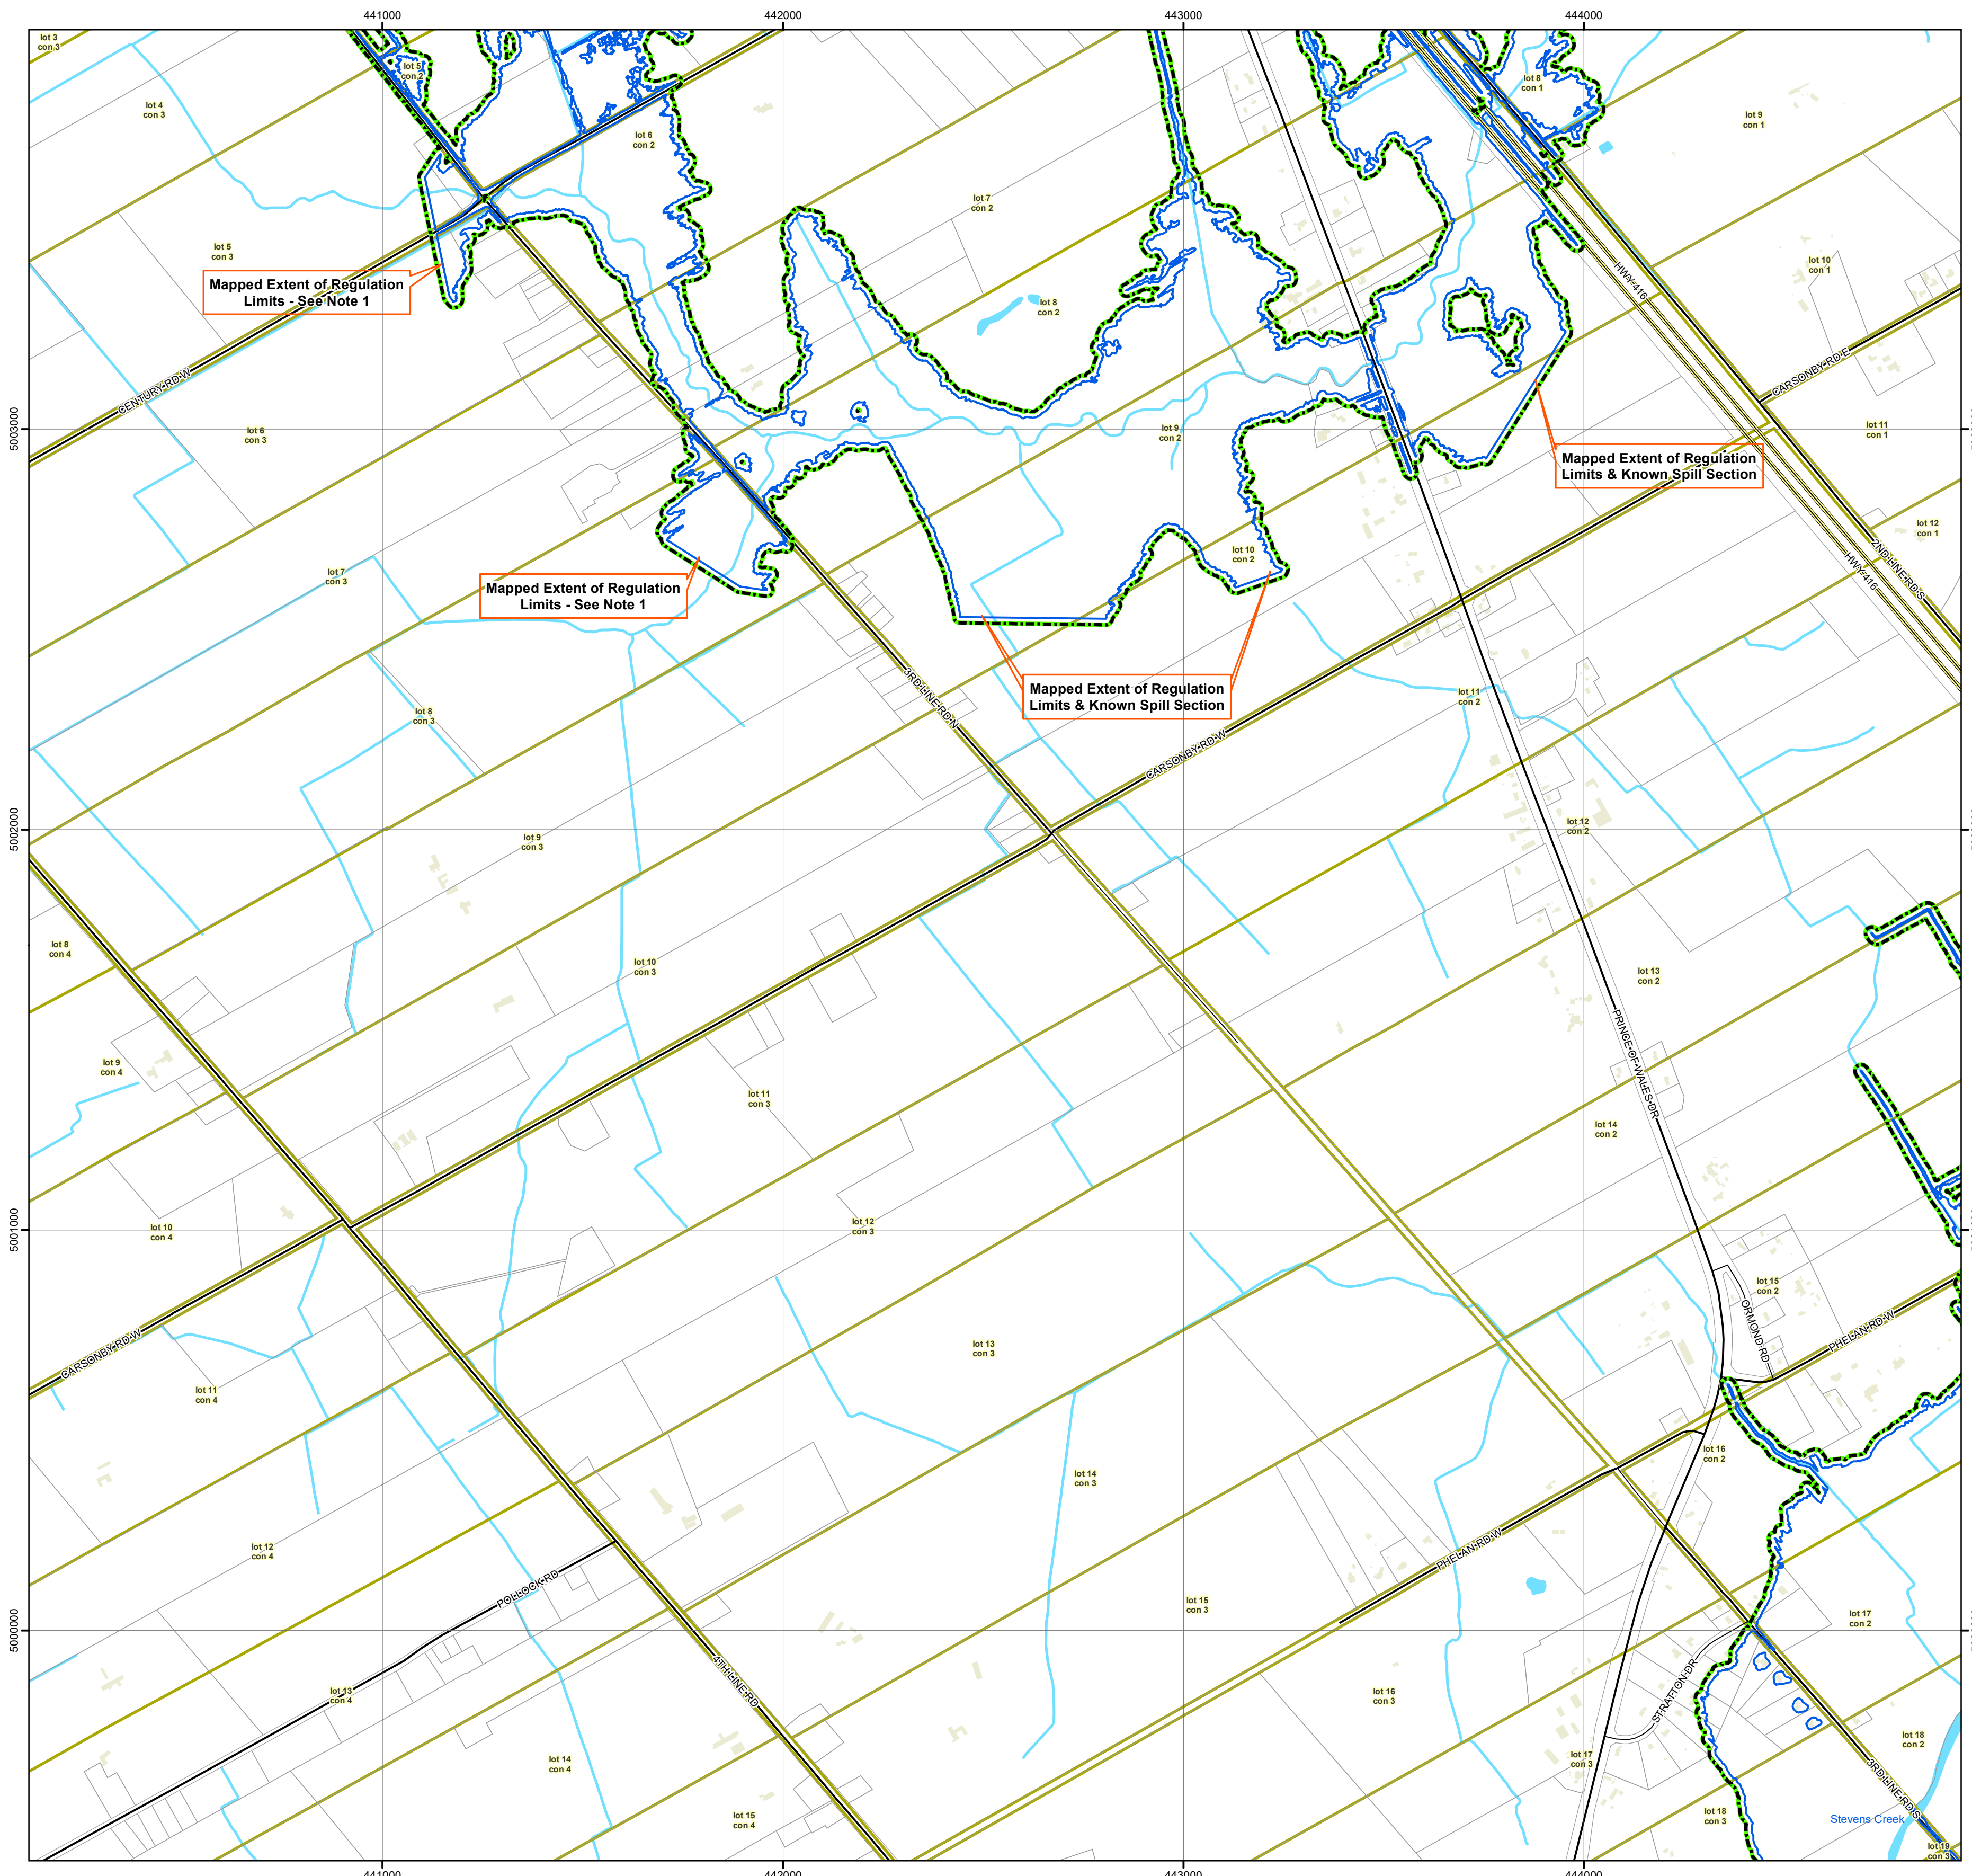 441000
442000
443000
444000
lot 3
con 3
lot 4
con 3
lot 5
con 2
lot 6
con 2
lot 8
con 1
lot 9
con 1
lot 7
con 2
lot 5
con 3
Mapped Extent of Regulation
Limits - See Note 1
lot 8
con 2
HWY 416
lot 10
con 1
CARSONBY RD E
CENTURY RD W
5003000
lot 6
con 3
lot 9
con 2
lot 11
con 1
Mapped Extent of Regulation
Limits & Known Spill Section
lot 12
con 1
2ND LINE RD S
HWY 416
lot 10
con 2
lot 7
con 3
Mapped Extent of Regulation
Limits - See Note 1
Mapped Extent of Regulation
Limits & Known Spill Section
3RD LINE RD N
lot 11
con 2
lot 8
con 3
CARSONBY RD W
5002000
lot 9
con 3
lot 12
con 2
lot 8
con 4
lot 10
con 3
lot 13
con 2
PRINCE OF WALES DR
lot 9
con 4
lot 11
con 3
lot 14
con 2
5001000
lot 10
con 4
lot 12
con 3
lot 15
con 2
ORMOND RD
PHELAN RD W
CARSONBY RD W
lot 13
con 3
lot 11
con 4
lot 14
con 3
lot 16
con 2
PHELAN RD W
lot 12
con 4
POLLOCK RD
lot 15
con 3
lot 17
con 2
5000000
4TH LINE RD
lot 13
con 4
lot 16
con 3
STRATTON DR
lot 18
con 2
lot 14
con 4
lot 17
con 3
3RD LINE RD S
lot 15
con 4
lot 18
con 3
Stevens Creek
lot 19
con 3
441000
442000
443000
444000